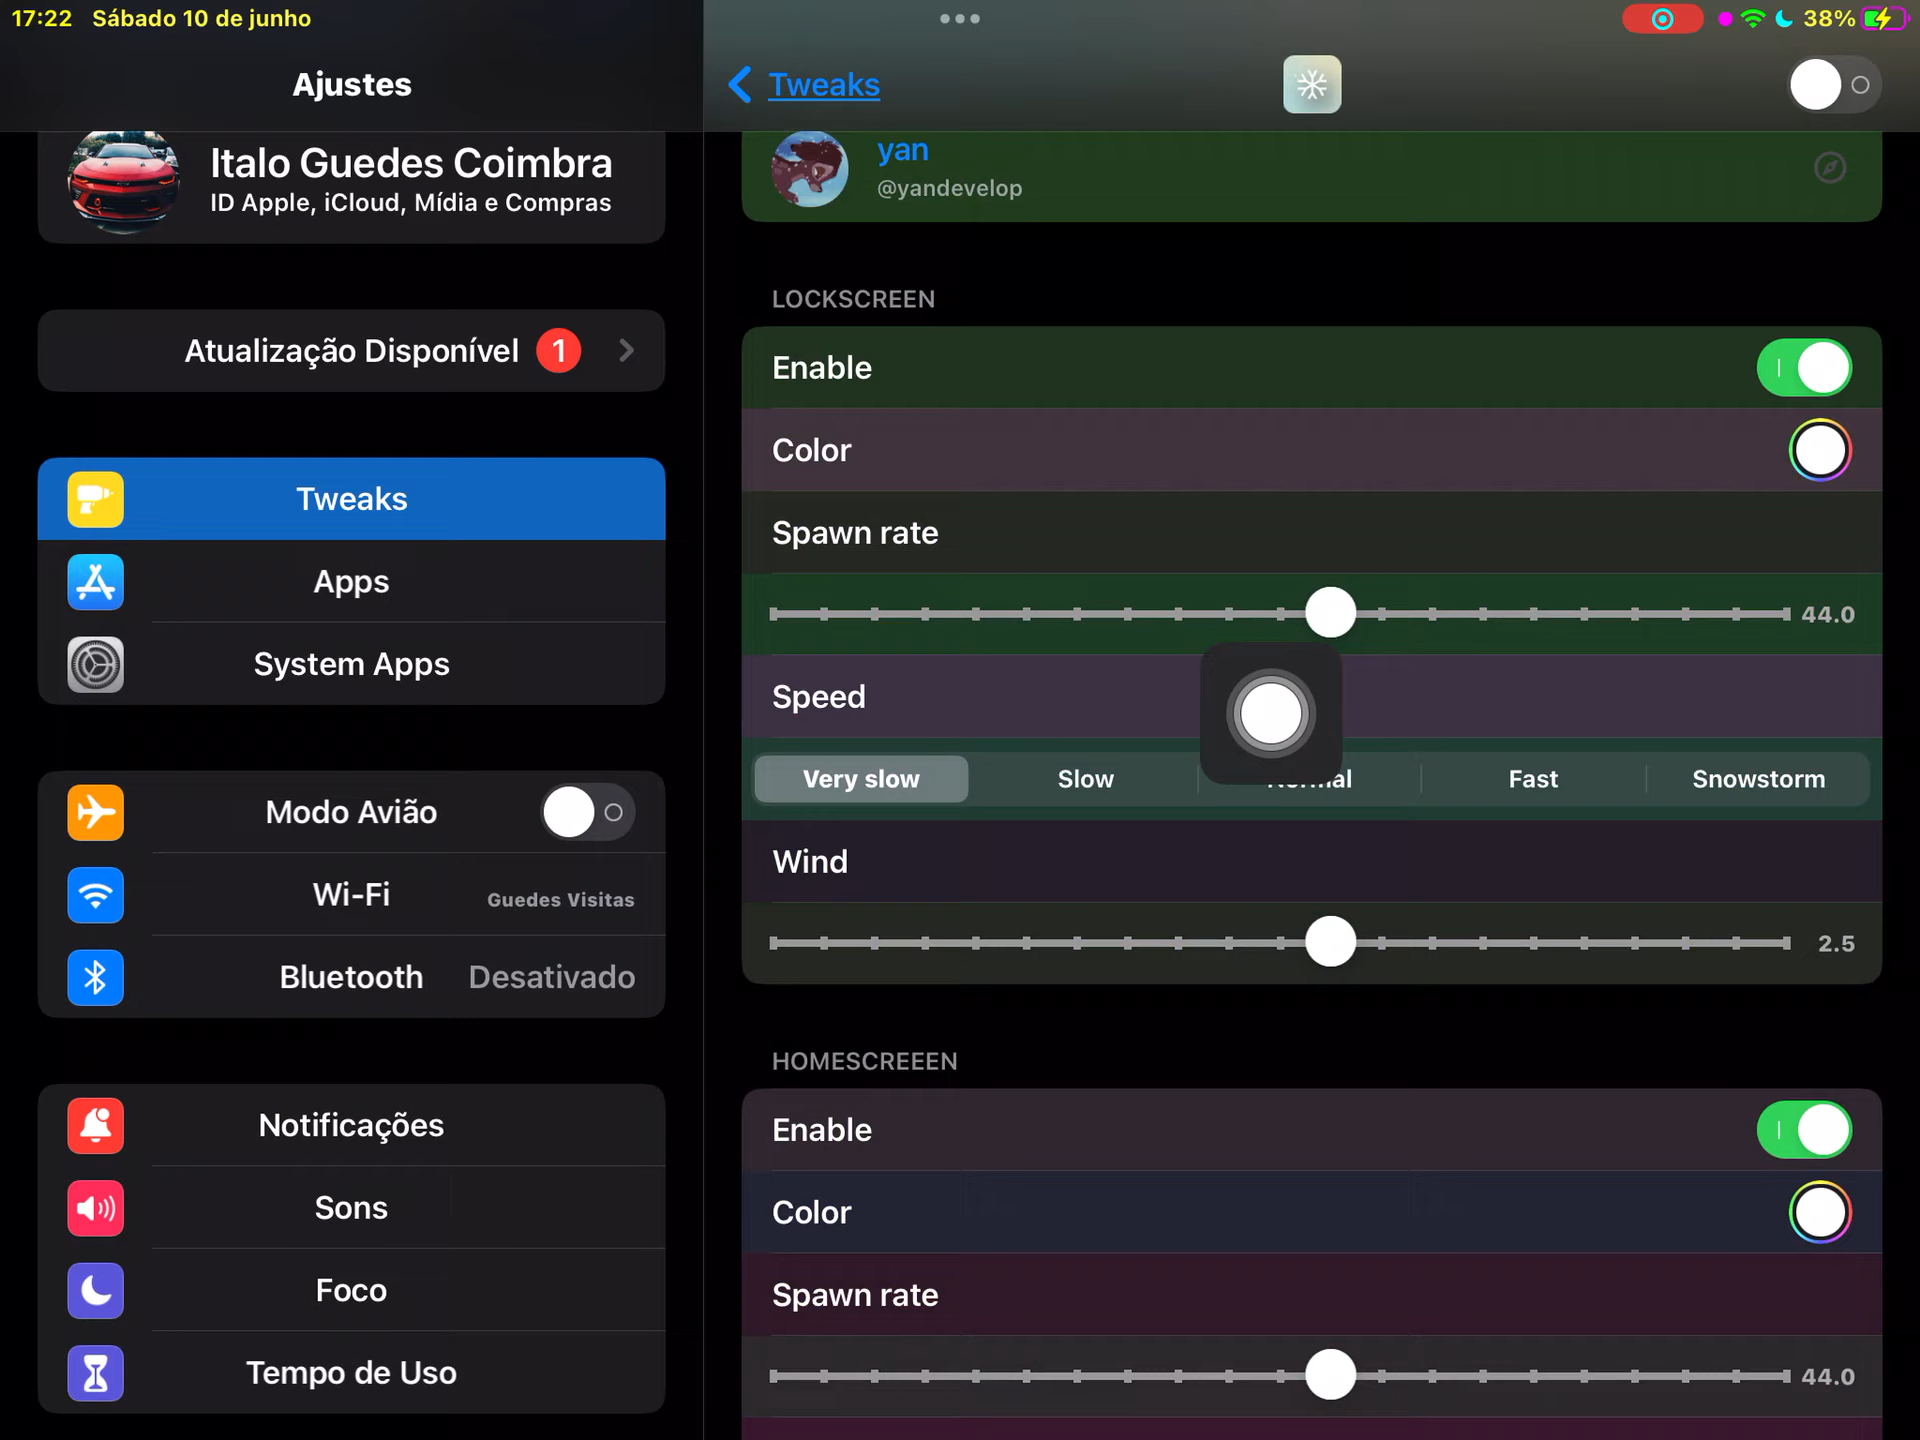 17:22 Sábado 10 de junho
38%
Ajustes
Italo Guedes Coimbra
ID Apple, iCloud, Mídia e Compras
Atualização Disponível 1
Tweaks
Apps
System Apps
Modo Avião
Wi-Fi Guedes Visitas
Bluetooth Desativado
Notificações
Sons
Foco
Tempo de Uso
Tweaks
yan
@yandevelop
LOCKSCREEN
Enable
Color
Spawn rate
44.0
Speed
Very slow Slow Fast Snowstorm
Wind
2.5
HOMESCREEEN
Enable
Color
Spawn rate
44.0